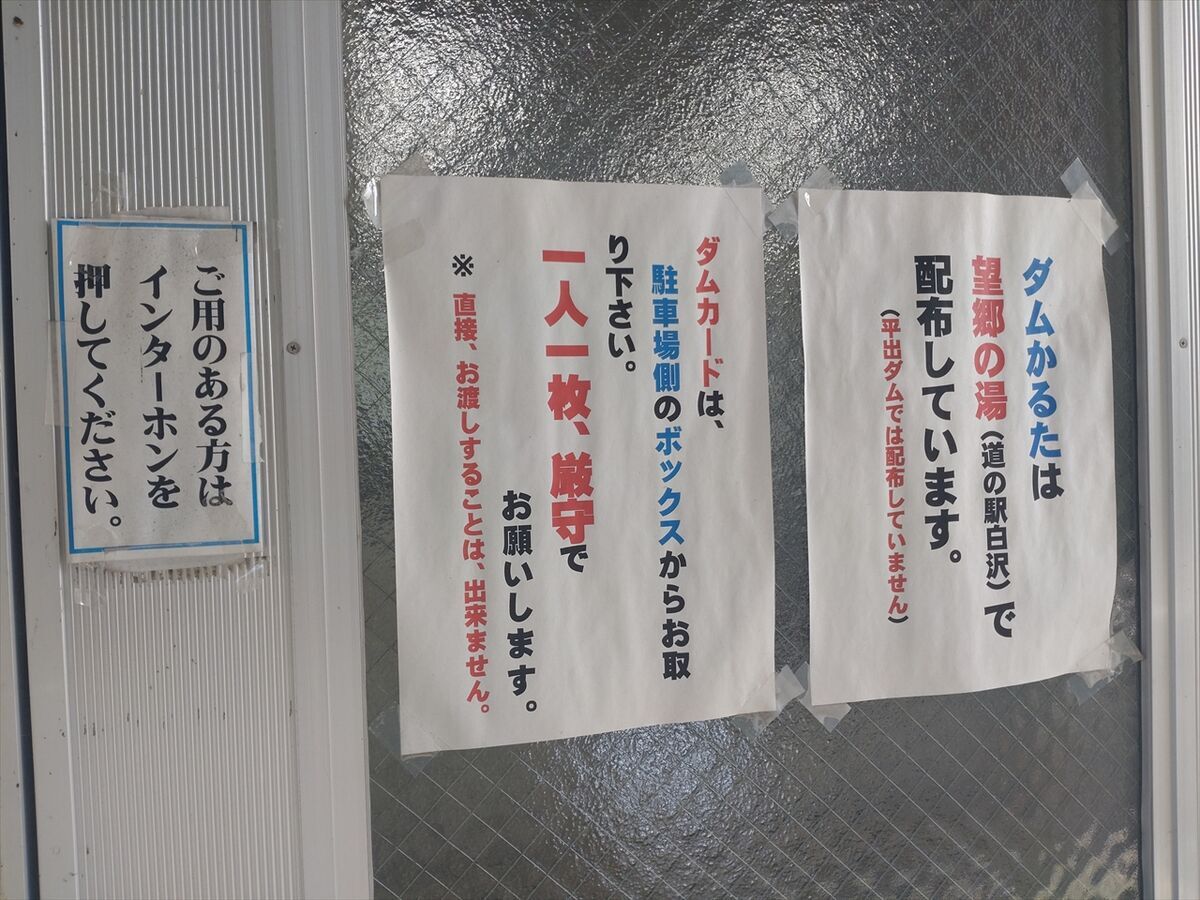 ダムかるたは
望郷の湯(道の駅白沢)で
配布しています。
(平出ダムでは配布していません)
ダムカードは、
駐車場側のボックスからお取
り下さい。
一人一枚、厳守で
お願いします。
※ 直接、お渡しすることは、出来ません。
ご用のある方は
インターホンを
押してください。